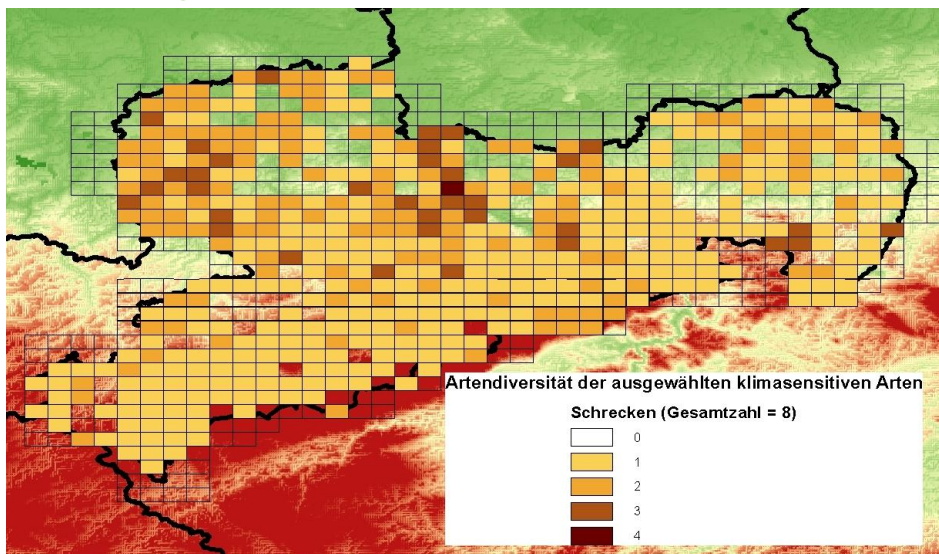 Artendiversität der ausgewählten klimasensitiven Arten
Schrecken (Gesamtzahl = 8)
0
1
2
3
4